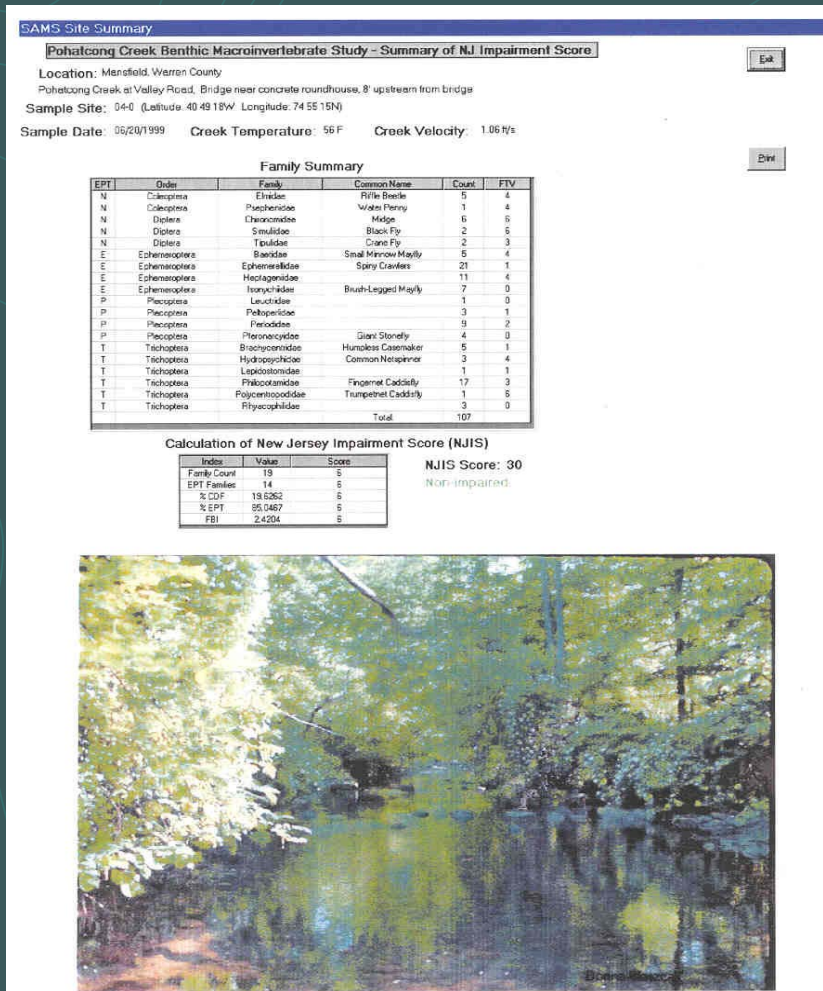 SAMS Site Summary
Pohatcong Creek Benthic Macroinvertebrate Study - Summary of NJ Impairment Score
Exit
Location: Mansfield, Warren County
Pohatcong Creek at Valley Road, Bridge near concrete roundhouse, 8' upstream from bridge
Sample Site: 04-0 (Latitude 40 49 18W Longitude: 74 55 15N)
Sample Date: 06/20/1999 Creek Temperature: 56 F Creek Velocity: 1.06 ft/s
Print
Family Summary
EPT Order Family Common Name Count FTV
N Coleoptera Elmidae Riffle Beetle 5 4
N Coleoptera Psephenidae Water Penny 1 4
N Diptera Chironomidae Midge 6 6
N Diptera Simuliidae Black Fly 2 6
N Diptera Tipulidae Crane Fly 2 3
E Ephemeroptera Baetidae Small Minnow Mayfly 5 4
E Ephemeroptera Ephemerellidae Spiny Crawlers 21 1
E Ephemeroptera Heptageniidae 11 4
E Ephemeroptera Isonychiidae Brush-Legged Mayfly 7 0
P Plecoptera Leuctridae 1 0
P Plecoptera Peltoperlidae 3 1
P Plecoptera Perlodidae 9 2
P Plecoptera Pteronarcyidae Giant Stonefly 4 0
T Trichoptera Brachycentridae Humpless Casemaker 5 1
T Trichoptera Hydropsychidae Common Netspinner 3 4
T Trichoptera Lepidostomidae 1 1
T Trichoptera Philopotamidae Fingernet Caddisfly 17 3
T Trichoptera Polycentropodidae Trumpetnet Caddisfly 1 6
T Trichoptera Rhyacophilidae 3 0
Total: 107
Calculation of New Jersey Impairment Score (NJIS)
Index Value Score
Family Count 19 6
EPT Families 14 6
% CDF 19.6262 6
% EPT 85.0467 6
FBI 2.4204 6
NJIS Score: 30
Non-impaired
Donna